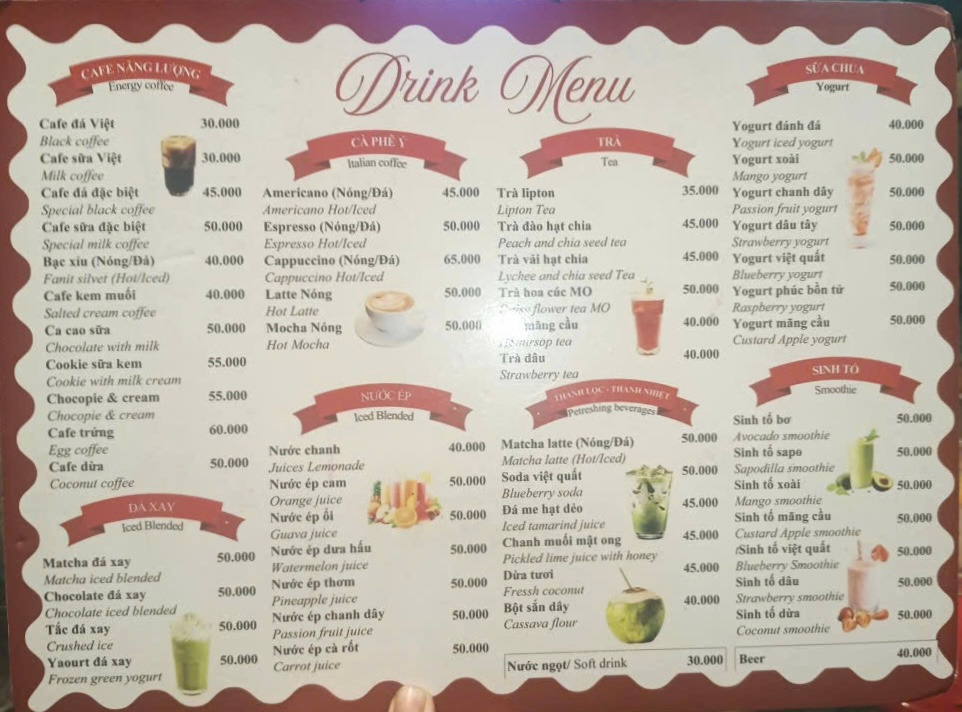 Drink Menu
CAFE NĂNG LƯỢNG
Energy coffee
Cafe đá Việt 30.000
Black coffee
Cafe sữa Việt 30.000
Milk coffee
Cafe đá đặc biệt 45.000
Special black coffee
Cafe sữa đặc biệt 50.000
Special milk coffee
Bạc xỉu (Nóng/Đá) 40.000
Fanit silvet (Hot/Iced)
Cafe kem muối 40.000
Salted cream coffee
Ca cao sữa 50.000
Chocolate with milk
Cookie sữa kem 55.000
Cookie with milk cream
Chocopie & cream 55.000
Chocopie & cream
Cafe trứng 60.000
Egg coffee
Cafe dừa 50.000
Coconut coffee
ĐÁ XAY
Iced Blended
Matcha đá xay 50.000
Matcha iced blended
Chocolate đá xay 50.000
Chocolate iced blended
Tắc đá xay 50.000
Crushed ice
Yaourt đá xay 50.000
Frozen green yogurt
CÀ PHÊ Ý
Italian coffee
Americano (Nóng/Đá) 45.000
Americano Hot/Iced
Espresso (Nóng/Đá) 50.000
Espresso Hot/Iced
Cappuccino (Nóng/Đá) 65.000
Cappuccino Hot/Iced
Latte Nóng 50.000
Hot Latte
Mocha Nóng 50.000
Hot Mocha
NƯỚC ÉP
Iced Blended
Nước chanh 40.000
Juices Lemonade
Nước ép cam 50.000
Orange juice
Nước ép ổi 50.000
Guava juice
Nước ép dưa hấu 50.000
Watermelon juice
Nước ép thơm 50.000
Pineapple juice
Nước ép chanh dây 50.000
Passion fruit juice
Nước ép cà rốt 50.000
Carrot juice
TRÀ
Tea
Trà lipton 35.000
Lipton Tea
Trà đào hạt chia 45.000
Peach and chia seed tea
Trà vải hạt chia 45.000
Lychee and chia seed Tea
Trà hoa cúc MO 50.000
flower tea MO
mãng cầu 40.000
tea
Trà dâu 40.000
Strawberry tea
THANH LỌC - THANH NHIỆT
Petreshing beverages
Matcha latte (Nóng/Đá) 50.000
Matcha latte (Hot/Iced)
Soda việt quất 50.000
Blueberry soda
Đá me hạt dẻo 45.000
Iced tamarind juice
Chanh muối mật ong 45.000
Pickled lime juice with honey
Dừa tươi 45.000
Fressh coconut
Bột sắn dây 40.000
Cassava flour
Nước ngọt/ Soft drink 30.000
SỮA CHUA
Yogurt
Yogurt đánh đá 40.000
Yogurt iced yogurt
Yogurt xoài 50.000
Mango yogurt
Yogurt chanh dây 50.000
Passion fruit yogurt
Yogurt dâu tây 50.000
Strawberry yogurt
Yogurt việt quất 50.000
Blueberry yogurt
Yogurt phúc bồn tử 50.000
Raspberry yogurt
Yogurt mãng cầu 50.000
Custard Apple yogurt
SINH TỐ
Smoothie
Sinh tố bơ 50.000
Avocado smoothie
Sinh tố sapo 50.000
Sapodilla smoothie
Sinh tố xoài 50.000
Mango smoothie
Sinh tố mãng cầu 50.000
Custard Apple smoothie
Sinh tố việt quất 50.000
Blueberry Smoothie
Sinh tố dâu 50.000
Strawberry smoothie
Sinh tố dừa 50.000
Coconut smoothie
Beer 40.000